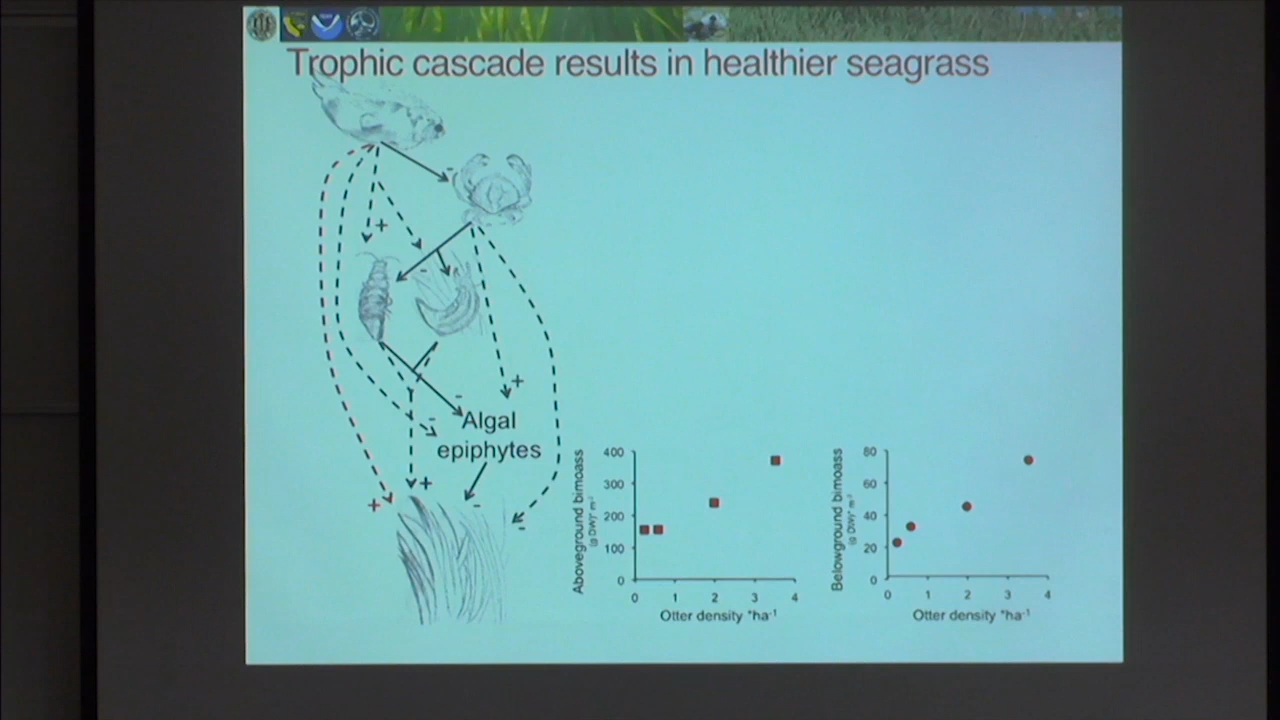 Trophic cascade results in healthier seagrass
-
+
-
+
-
-
Algal
epiphytes
+
+
-
-
Aboveground bimoass
(g DW)* m-²
400
300
200
100
0
0 1 2 3 4
Otter density *ha-1
Belowground bimoass
(g DW)* m-²
80
60
40
20
0
0 1 2 3 4
Otter density *ha-1